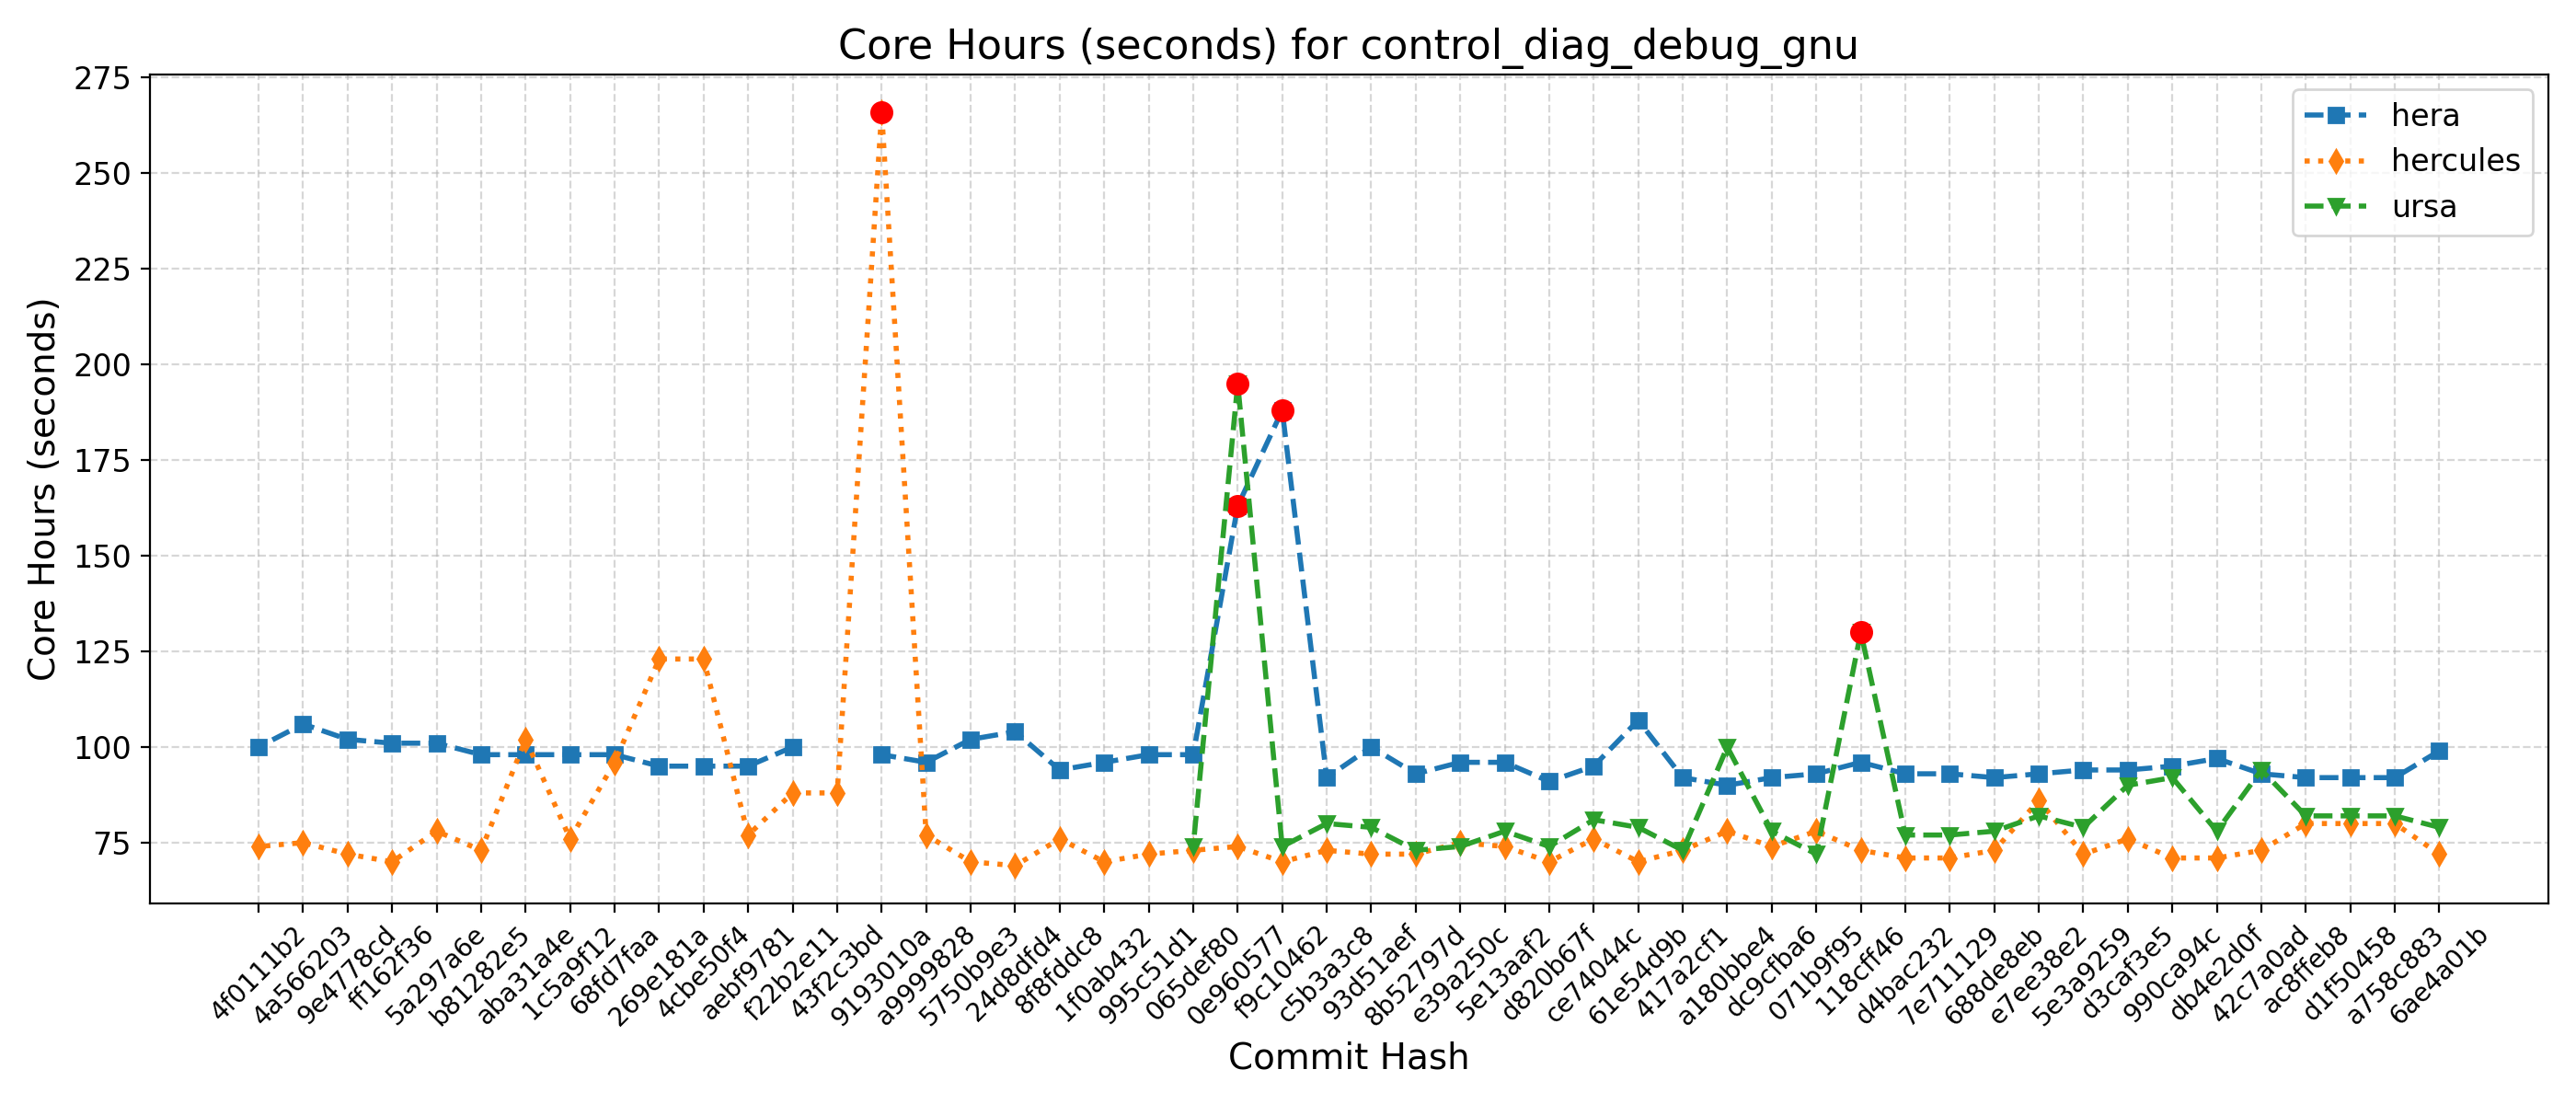 Core Hours (seconds) for control_diag_debug_gnu
Core Hours (seconds)
275
250
225
200
175
150
125
100
75
hera
hercules
ursa
4f0111b2
4a566203
9e4778cd
ff162f36
5a297a6e
b81282e5
aba31a4e
1c5a9f12
68fd7faa
269e181a
4cbe50f4
aebf9781
f22b2e11
43f2c3bd
9193010a
a9999828
5750b9e3
24d8dfd4
8f8fddc8
1f0ab432
995c51d1
065def80
0e960577
f9c10462
c5b3a3c8
93d51aef
8b52797d
e39a250c
5e13aaf2
d820b67f
ce74044c
61e54d9b
417a2cf1
a180bbe4
dc9cfba6
071b9f95
118cff46
d4bac232
7e711129
688de8eb
e7ee38e2
5e3a9259
d3caf3e5
990ca94c
db4e2d0f
42c7a0ad
ac8ffeb8
d1f50458
a758c883
6ae4a01b
Commit Hash